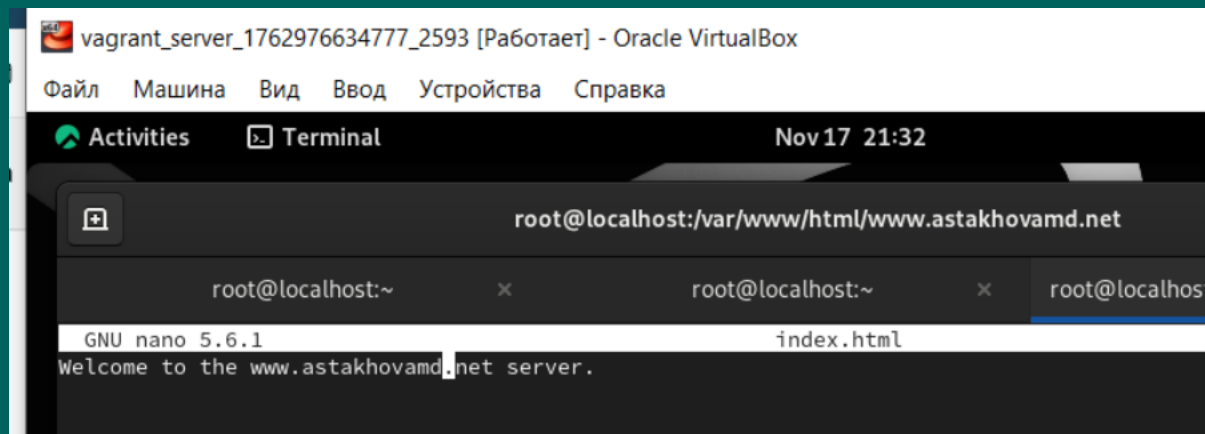 x64
vagrant_server_1762976634777_2593 [Работает] - Oracle VirtualBox
Файл Машина Вид Ввод Устройства Справка
Activities Terminal Nov 17 21:32
root@localhost:/var/www/html/www.astakhovamd.net
root@localhost:~ × root@localhost:~ × root@localhos
GNU nano 5.6.1 index.html
Welcome to the www.astakhovamd.net server.